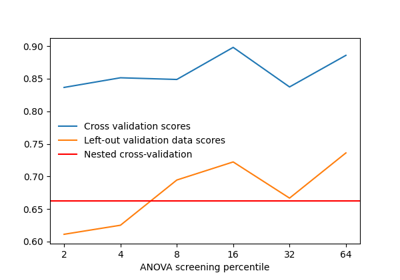 0.90
0.85
0.80
0.75
0.70
0.65
0.60
Cross validation scores
Left-out validation data scores
Nested cross-validation
2 4 8 16 32 64
ANOVA screening percentile